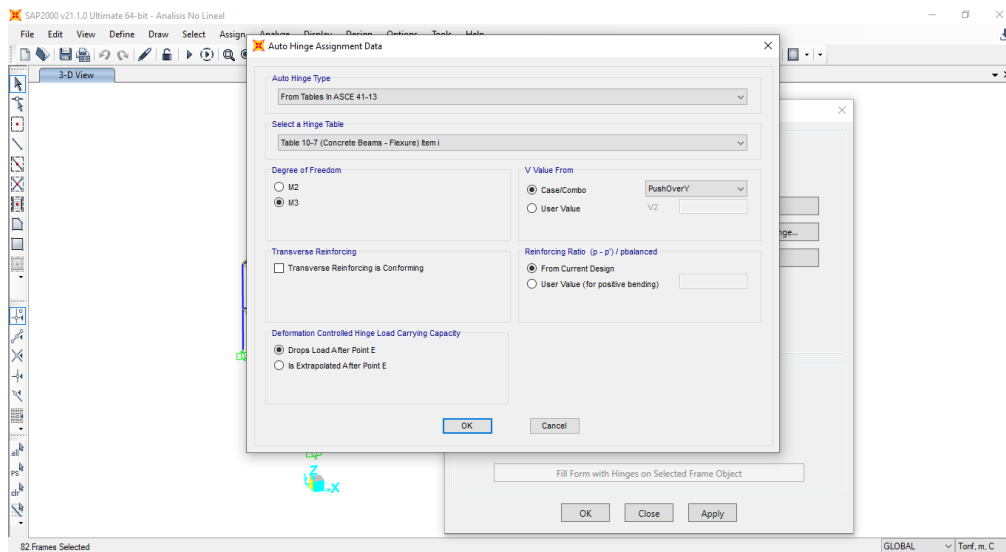 SAP2000 v21.1.0 Ultimate 64-bit - Analisis No Lineal
File Edit View Define Draw Select Assign Analyze Display Design Options Tools Help
3-D View
Auto Hinge Assignment Data
Auto Hinge Type
From Tables In ASCE 41-13
Select a Hinge Table
Table 10-7 (Concrete Beams - Flexure) Item i
Degree of Freedom
M2
M3
V Value From
Case/Combo PushOverY
User Value V2
Transverse Reinforcing
Transverse Reinforcing is Conforming
Reinforcing Ratio (p - p') / pbalanced
From Current Design
User Value (for positive bending)
Deformation Controlled Hinge Load Carrying Capacity
Drops Load After Point E
Is Extrapolated After Point E
OK Cancel
nge...
all
PS
clr
Z
X
Fill Form with Hinges on Selected Frame Object
OK Close Apply
82 Frames Selected
GLOBAL Tonf, m, C